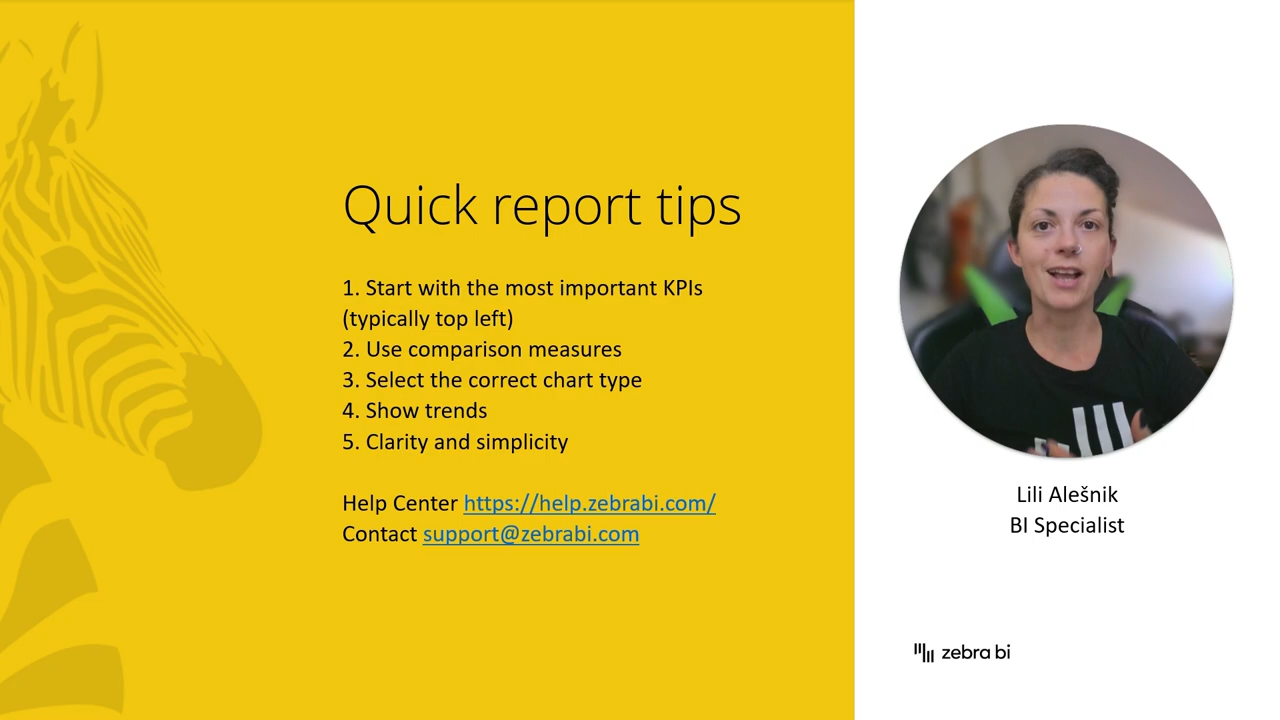 Quick report tips
1. Start with the most important KPIs
(typically top left)
2. Use comparison measures
3. Select the correct chart type
4. Show trends
5. Clarity and simplicity
Help Center https://help.zebrabi.com/
Contact support@zebrabi.com
Lili Alešnik
BI Specialist
zebra bi